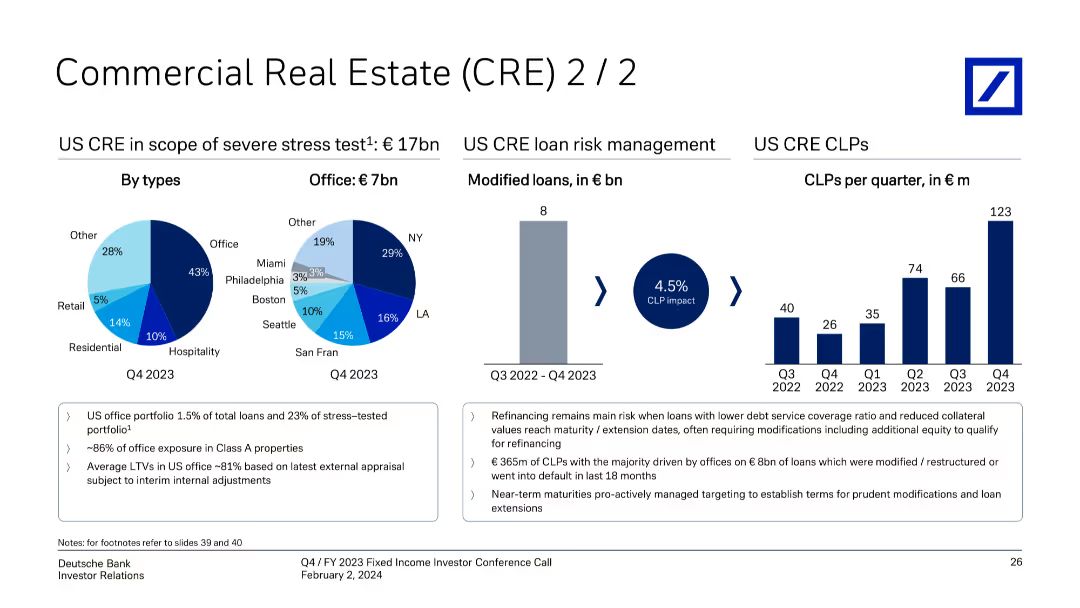 Commercial Real Estate (CRE) 2 / 2
US CRE in scope of severe stress test¹: € 17bn
By types
Office: € 7bn
Other
28%
Office
43%
Retail
5%
14%
Residential
10%
Hospitality
Q4 2023
Other
19%
NY
29%
Miami
3%
Philadelphia
3%
Boston
5%
Seattle
10%
San Fran
15%
LA
16%
Q4 2023
US CRE loan risk management
Modified loans, in € bn
8
Q3 2022 - Q4 2023
4.5%
CLP impact
US CRE CLPs
CLPs per quarter, in € m
40
26
35
74
66
123
Q3 2022
Q4 2022
Q1 2023
Q2 2023
Q3 2023
Q4 2023
US office portfolio 1.5% of total loans and 23% of stress–tested
portfolio¹
~86% of office exposure in Class A properties
Average LTVs in US office ~81% based on latest external appraisal
subject to interim internal adjustments
Refinancing remains main risk when loans with lower debt service coverage ratio and reduced collateral
values reach maturity / extension dates, often requiring modifications including additional equity to qualify
for refinancing
€ 365m of CLPs with the majority driven by offices on € 8bn of loans which were modified / restructured or
went into default in last 18 months
Near-term maturities pro-actively managed targeting to establish terms for prudent modifications and loan
extensions
Notes: for footnotes refer to slides 39 and 40
Deutsche Bank
Investor Relations
Q4 / FY 2023 Fixed Income Investor Conference Call
February 2, 2024
26